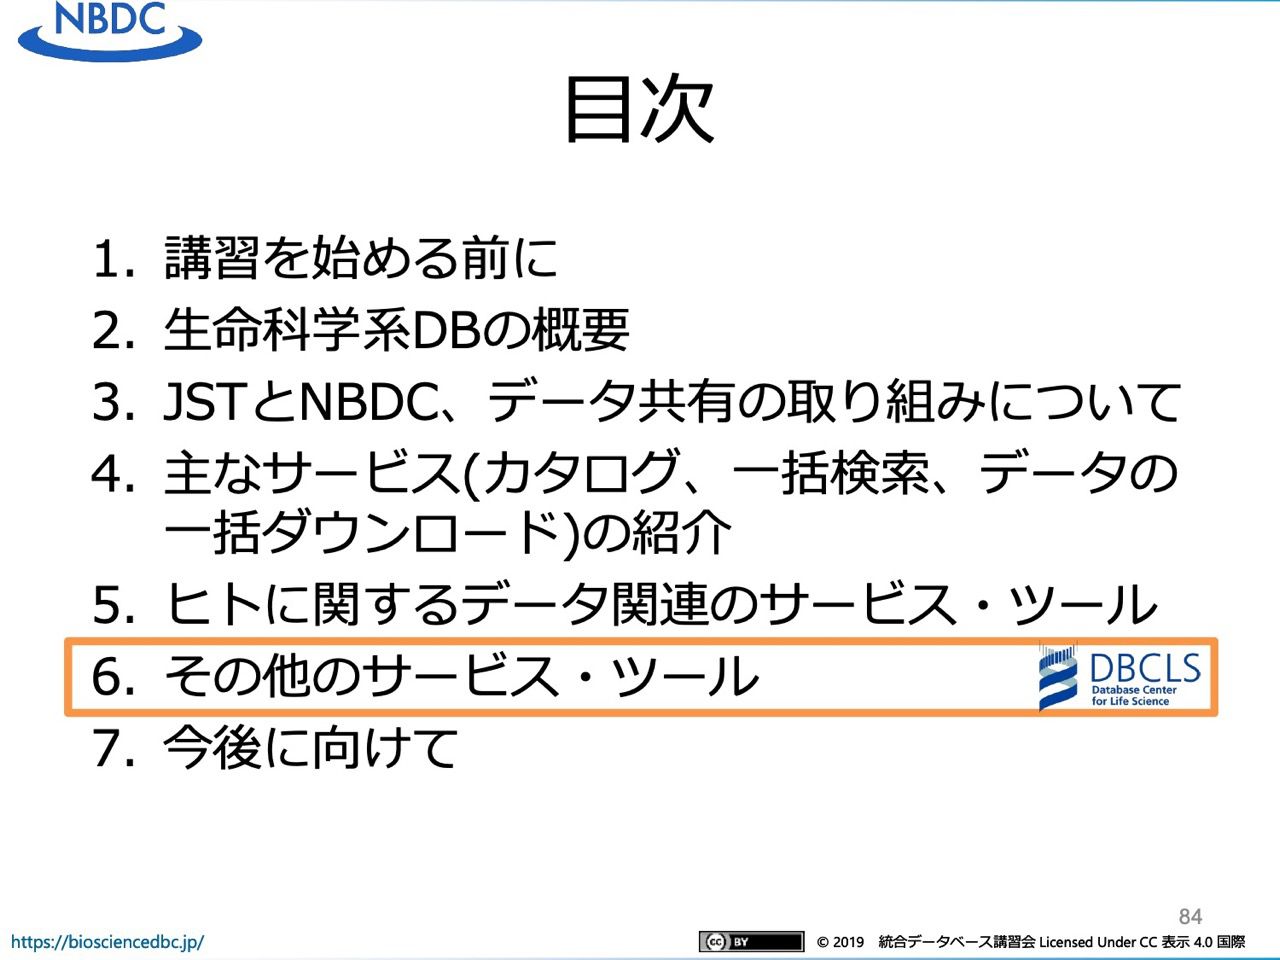 NBDC
目次
1. 講習を始める前に
2. 生命科学系DBの概要
3. JSTとNBDC、データ共有の取り組みについて
4. 主なサービス(カタログ、一括検索、データの
一括ダウンロード)の紹介
5. ヒトに関するデータ関連のサービス・ツール
6. その他のサービス・ツール
DBCLS
Database Center
for Life Science
7. 今後に向けて
84
https://biosciencedbc.jp/
cc BY
© 2019 統合データベース講習会 Licensed Under CC 表示 4.0 国際